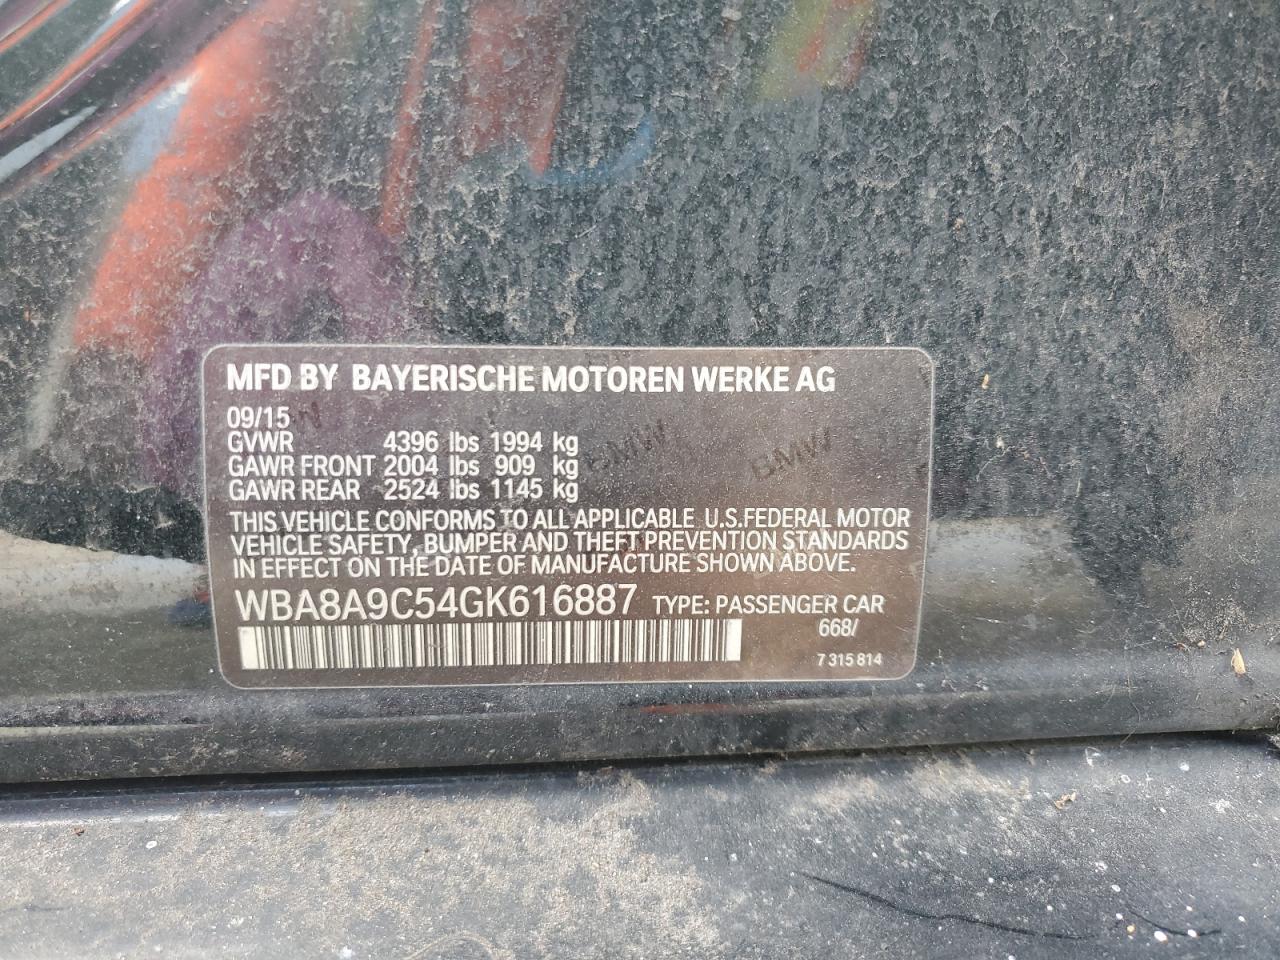 MFD BY BAYERISCHE MOTOREN WERKE AG
09/15
GVWR 4396 lbs 1994 kg
GAWR FRONT 2004 lbs 909 kg
GAWR REAR 2524 lbs 1145 kg
THIS VEHICLE CONFORMS TO ALL APPLICABLE U.S.FEDERAL MOTOR
VEHICLE SAFETY, BUMPER AND THEFT PREVENTION STANDARDS
IN EFFECT ON THE DATE OF MANUFACTURE SHOWN ABOVE.
WBA8A9C54GK616887 TYPE: PASSENGER CAR
668/
7 315 814
BMW
BMW